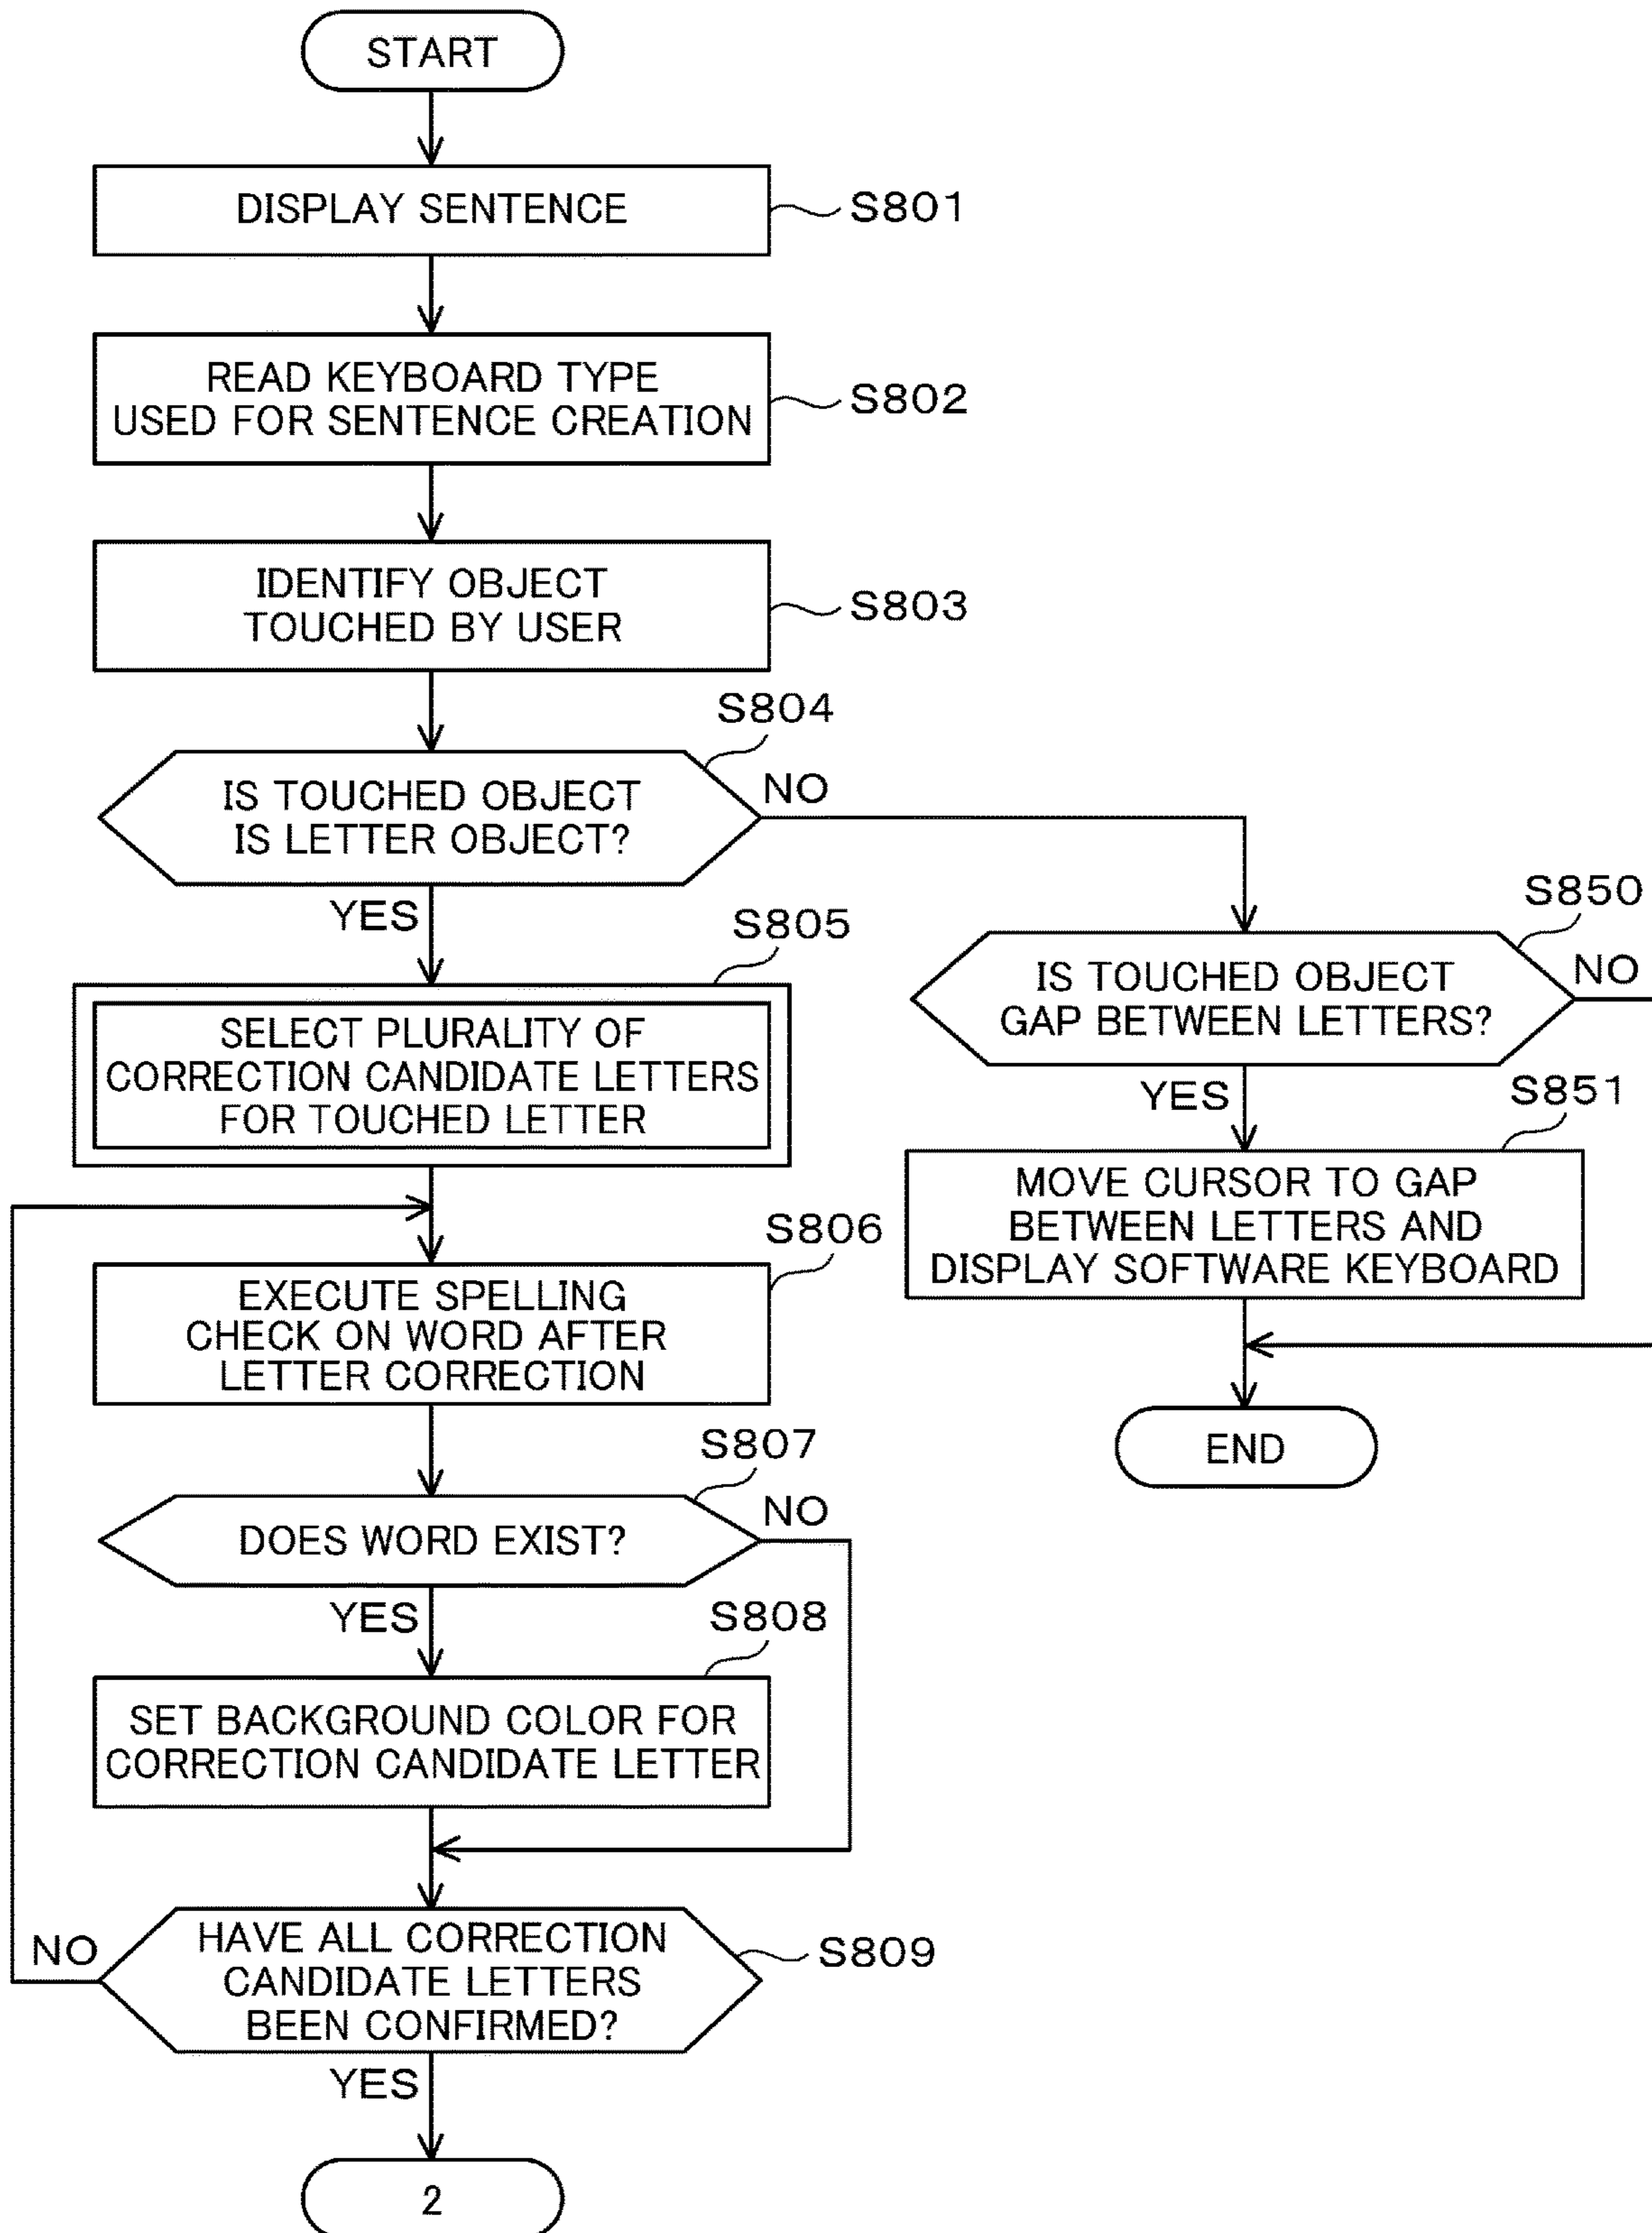 START
DISPLAY SENTENCE
S801
READ KEYBOARD TYPE
USED FOR SENTENCE CREATION
S802
IDENTIFY OBJECT
TOUCHED BY USER
S803
S804
IS TOUCHED OBJECT
IS LETTER OBJECT?
NO
YES
S805
SELECT PLURALITY OF
CORRECTION CANDIDATE LETTERS
FOR TOUCHED LETTER
S850
IS TOUCHED OBJECT
GAP BETWEEN LETTERS?
NO
YES
S851
MOVE CURSOR TO GAP
BETWEEN LETTERS AND
DISPLAY SOFTWARE KEYBOARD
END
S806
EXECUTE SPELLING
CHECK ON WORD AFTER
LETTER CORRECTION
S807
DOES WORD EXIST?
NO
YES
S808
SET BACKGROUND COLOR FOR
CORRECTION CANDIDATE LETTER
HAVE ALL CORRECTION
CANDIDATE LETTERS
BEEN CONFIRMED?
S809
NO
YES
2